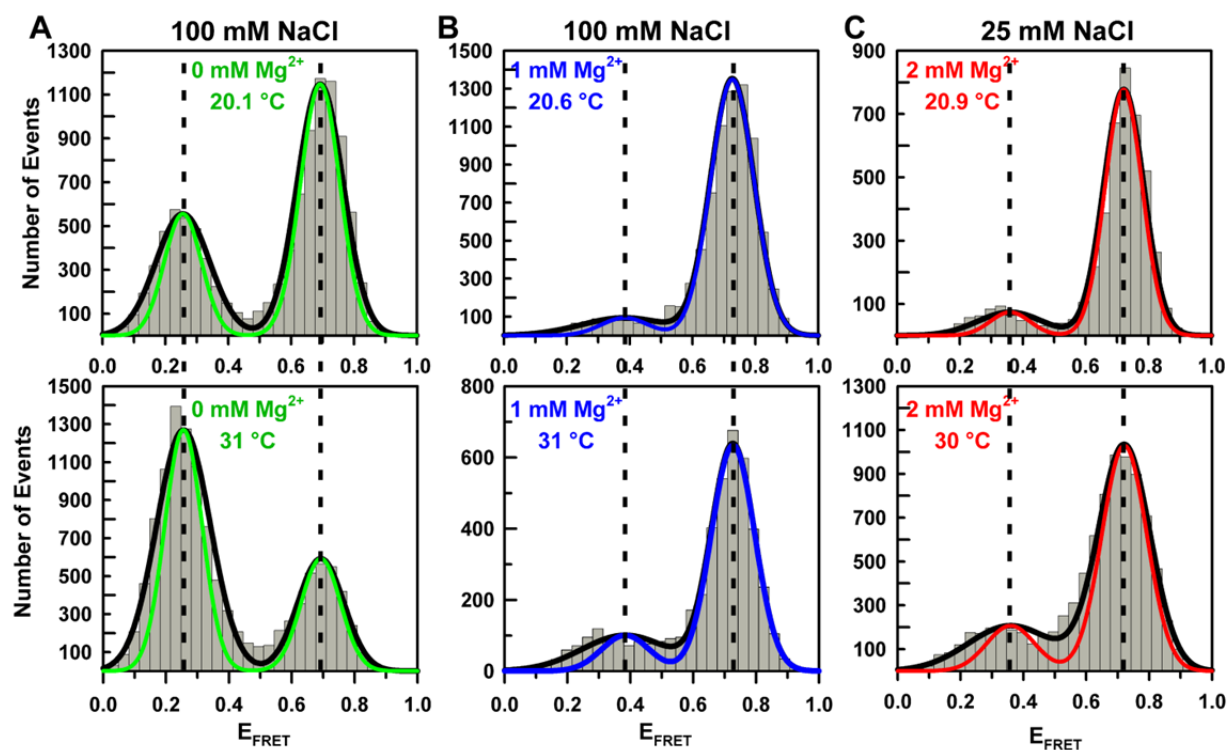 A 100 mM NaCl
B 100 mM NaCl
C 25 mM NaCl
Number of Events
1300
1100
900
700
500
300
100
0 mM Mg²⁺
20.1 °C
0.0 0.2 0.4 0.6 0.8 1.0
1500
1300
1100
900
700
500
300
100
1 mM Mg²⁺
20.6 °C
0.0 0.2 0.4 0.6 0.8 1.0
900
700
500
300
100
2 mM Mg²⁺
20.9 °C
0.0 0.2 0.4 0.6 0.8 1.0
Number of Events
1500
1300
1100
900
700
500
300
100
0 mM Mg²⁺
31 °C
0.0 0.2 0.4 0.6 0.8 1.0
E_FRET
800
600
400
200
0
1 mM Mg²⁺
31 °C
0.0 0.2 0.4 0.6 0.8 1.0
E_FRET
1300
1100
900
700
500
300
100
2 mM Mg²⁺
30 °C
0.0 0.2 0.4 0.6 0.8 1.0
E_FRET